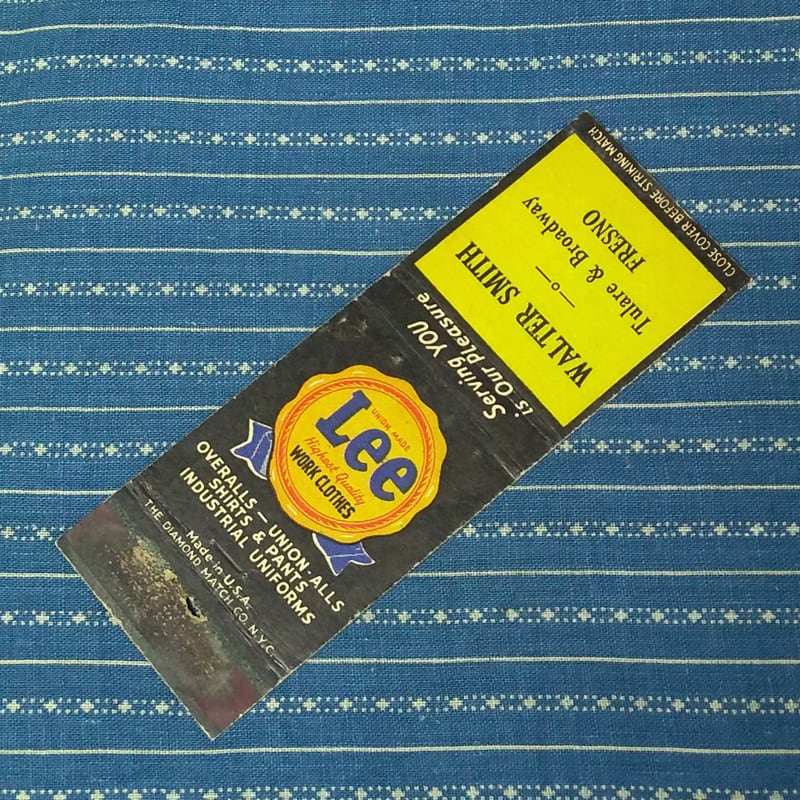 CLOSE COVER BEFORE STRIKING MATCH
WALTER SMITH
—o—
Tulare & Broadway
FRESNO
Serving YOU
is Our Pleasure
UNION MADE
Lee
Highest Quality
WORK CLOTHES
OVERALLS — UNION-ALLS
SHIRTS & PANTS
INDUSTRIAL UNIFORMS
Made in U.S.A.
THE DIAMOND MATCH CO. N.Y.C.